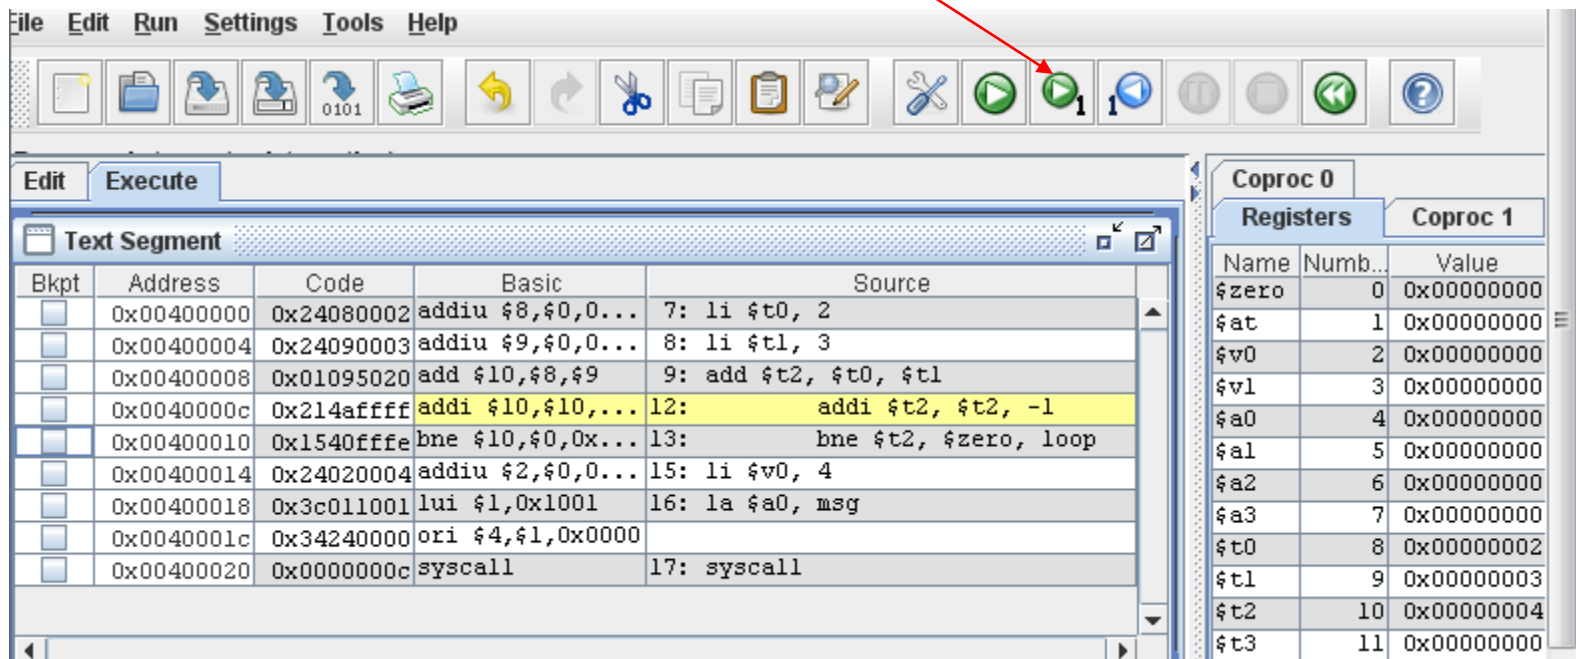 File Edit Run Settings Tools Help
0101 1 1
Edit Execute
Text Segment
Bkpt Address Code Basic Source
0x00400000 0x24080002 addiu $8,$0,0... 7: li $t0, 2
0x00400004 0x24090003 addiu $9,$0,0... 8: li $t1, 3
0x00400008 0x01095020 add $10,$8,$9 9: add $t2, $t0, $t1
0x0040000c 0x214affff addi $10,$10,... 12: addi $t2, $t2, -1
0x00400010 0x1540fffe bne $10,$0,0x... 13: bne $t2, $zero, loop
0x00400014 0x24020004 addiu $2,$0,0... 15: li $v0, 4
0x00400018 0x3c011001 lui $1,0x1001 16: la $a0, msg
0x0040001c 0x34240000 ori $4,$1,0x0000
0x00400020 0x0000000c syscall 17: syscall
Coproc 0
Registers Coproc 1
Name Numb... Value
$zero 0 0x00000000
$at 1 0x00000000
$v0 2 0x00000000
$v1 3 0x00000000
$a0 4 0x00000000
$a1 5 0x00000000
$a2 6 0x00000000
$a3 7 0x00000000
$t0 8 0x00000002
$t1 9 0x00000003
$t2 10 0x00000004
$t3 11 0x00000000